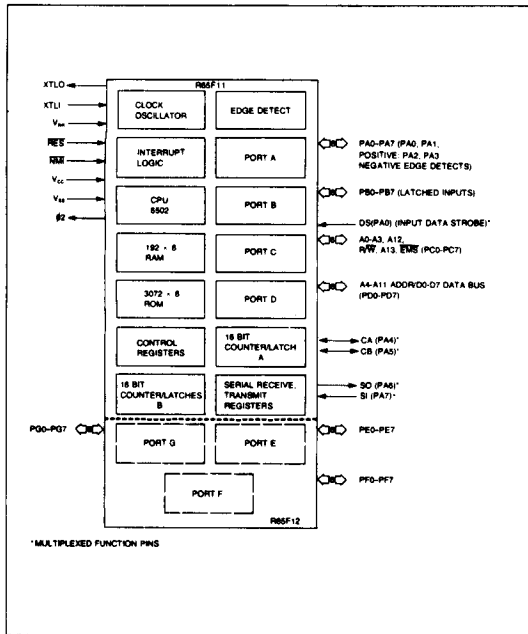 R65F11
XTLO
XTLI
VRR
RES
NMI
VCC
VSS
ϕ2
CLOCK
OSCILLATOR
EDGE DETECT
INTERRUPT
LOGIC
PORT A
CPU
6502
PORT B
192 × 8
RAM
PORT C
3072 × 8
ROM
PORT D
CONTROL
REGISTERS
16 BIT
COUNTER/LATCH
A
16 BIT
COUNTER/LATCHES
B
SERIAL RECEIVE,
TRANSMIT
REGISTERS
PORT G
PORT E
PORT F
R65F12
PA0-PA7 (PA0, PA1,
POSITIVE: PA2, PA3
NEGATIVE EDGE DETECTS)
PB0-PB7 (LATCHED INPUTS)
DS(PA0) (INPUT DATA STROBE)*
A0-A3, A12,
R/W, A13, EMS (PC0-PC7)
A4-A11 ADDR/D0-D7 DATA BUS
(PD0-PD7)
CA (PA4)*
CB (PA5)*
SO (PA6)*
SI (PA7)*
PG0-PG7
PE0-PE7
PF0-PF7
*MULTIPLEXED FUNCTION PINS